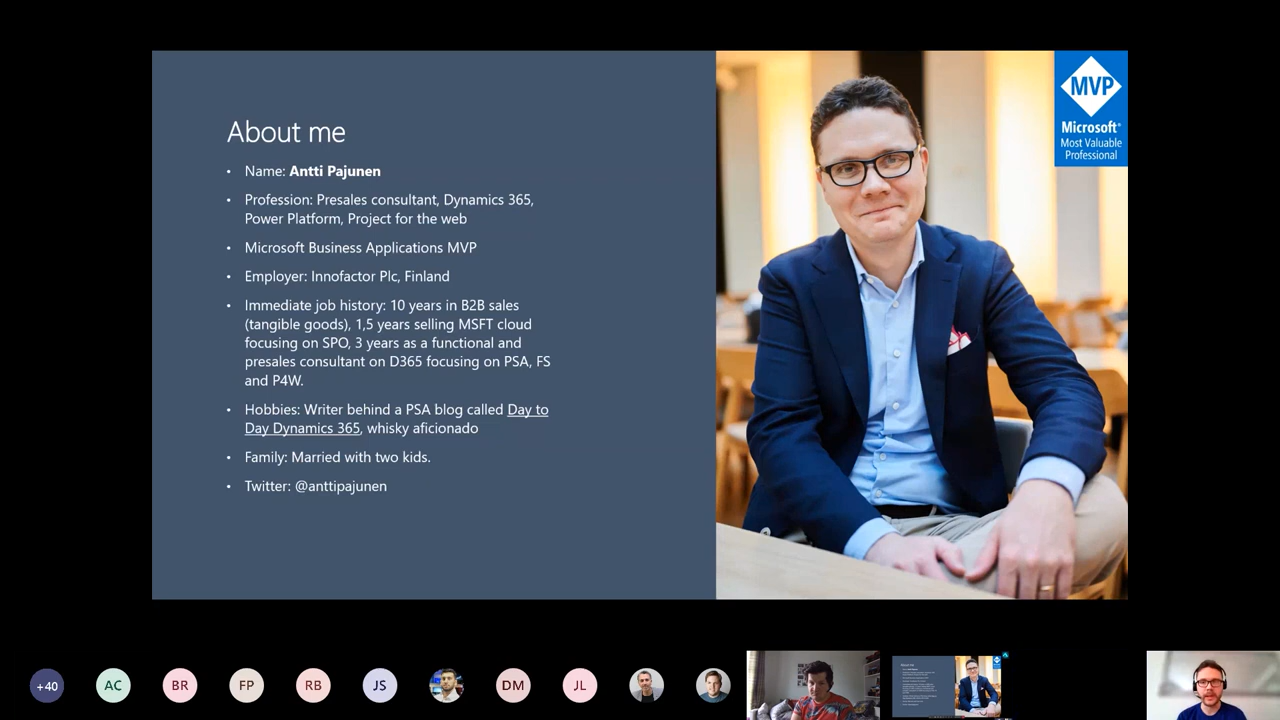 MVP
Microsoft®
Most Valuable
Professional
About me
• Name: Antti Pajunen
• Profession: Presales consultant, Dynamics 365,
Power Platform, Project for the web
• Microsoft Business Applications MVP
• Employer: Innofactor Plc, Finland
• Immediate job history: 10 years in B2B sales
(tangible goods), 1,5 years selling MSFT cloud
focusing on SPO, 3 years as a functional and
presales consultant on D365 focusing on PSA, FS
and P4W.
• Hobbies: Writer behind a PSA blog called Day to
Day Dynamics 365, whisky aficionado
• Family: Married with two kids.
• Twitter: @anttipajunen
+40
AC
BR
FP
RB
JS
DM
JL